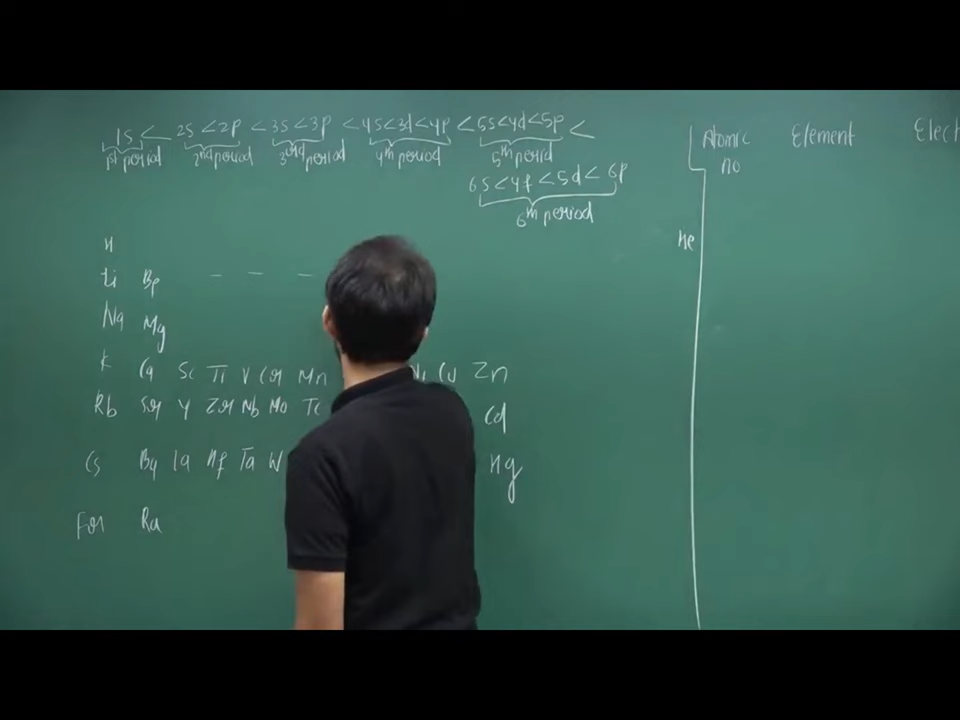 1s < 2s < 2p < 3s < 3p < 4s < 3d < 4p < 5s < 4d < 5p <
1st period 2nd period 3rd period 4th period 5th period
6s < 4f < 5d < 6p
6th period
Atomic no Element Elect
He
H
Li Be - - -
Na Mg
K Ca Sc Ti V Cr Mn Cu Zn
Rb Sr Y Zr Nb Mo Tc Cd
Cs Ba La Hf Ta W Hg
Fr Ra